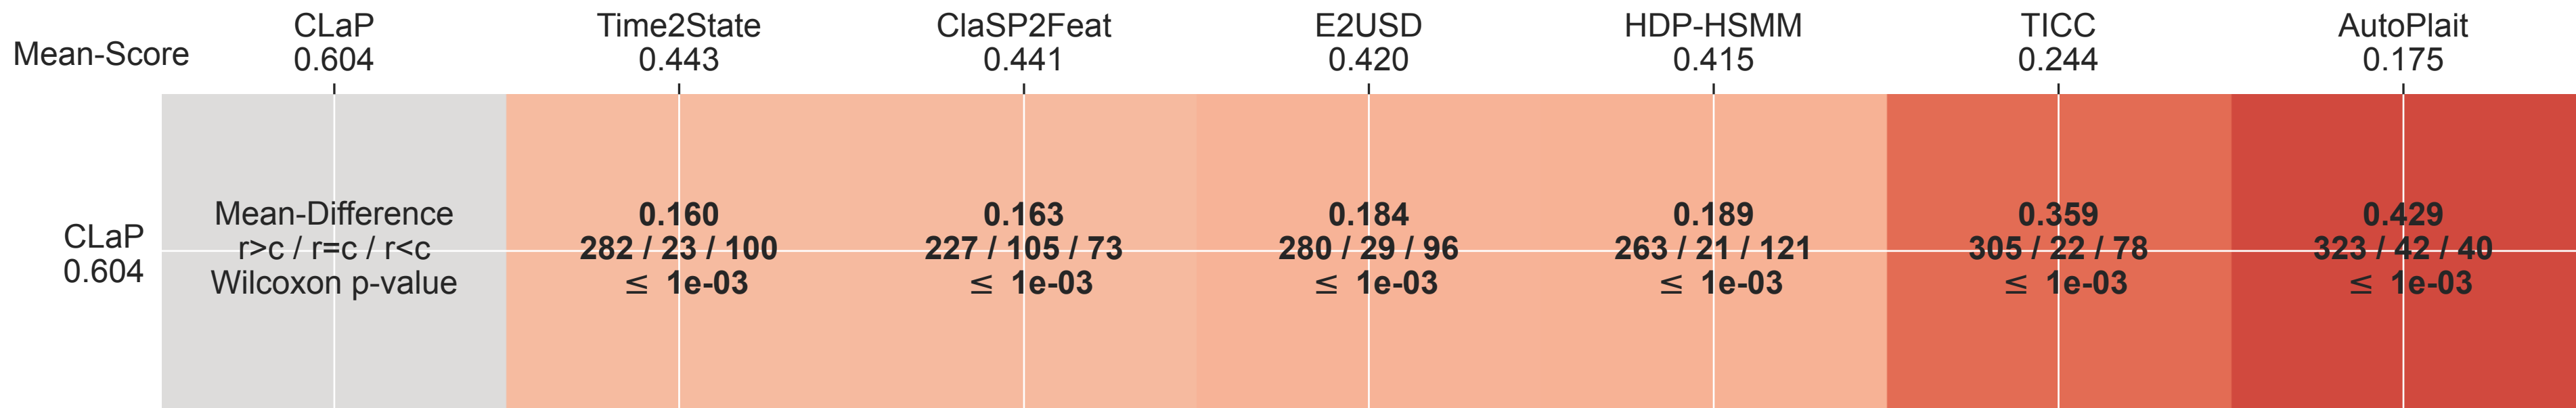 CLaP Time2State ClaSP2Feat E2USD HDP-HSMM TICC AutoPlait
Mean-Score 0.604 0.443 0.441 0.420 0.415 0.244 0.175
Mean-Difference 0.160 0.163 0.184 0.189 0.359 0.429
CLaP r>c / r=c / r<c 282 / 23 / 100 227 / 105 / 73 280 / 29 / 96 263 / 21 / 121 305 / 22 / 78 323 / 42 / 40
0.604 Wilcoxon p-value ≤ 1e-03 ≤ 1e-03 ≤ 1e-03 ≤ 1e-03 ≤ 1e-03 ≤ 1e-03